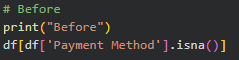 # Before
print("Before")
df[df['Payment Method'].isna()]